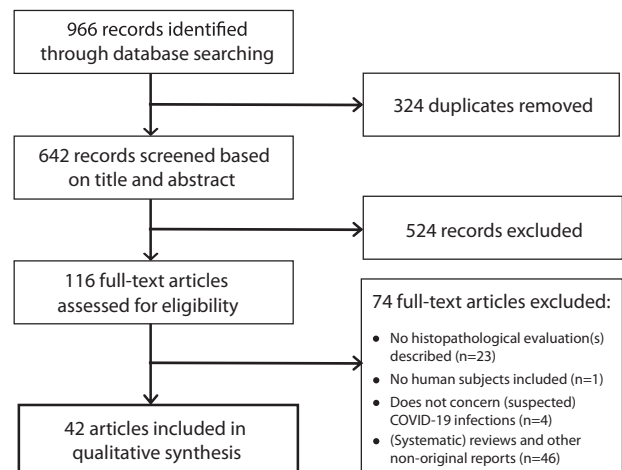 966 records identified
through database searching
324 duplicates removed
642 records screened based
on title and abstract
524 records excluded
116 full-text articles
assessed for eligibility
74 full-text articles excluded:
• No histopathological evaluation(s)
described (n=23)
• No human subjects included (n=1)
• Does not concern (suspected)
COVID-19 infections (n=4)
• (Systematic) reviews and other
non-original reports (n=46)
42 articles included in
qualitative synthesis